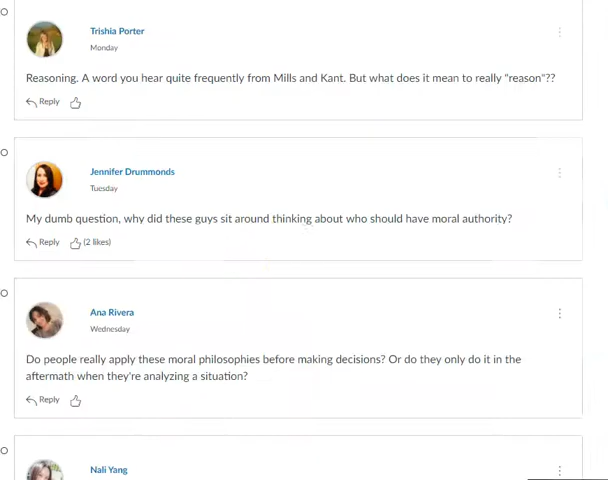 Trishia Porter
Monday
Reasoning. A word you hear quite frequently from Mills and Kant. But what does it mean to really "reason"??
Reply
Jennifer Drummonds
Tuesday
My dumb question, why did these guys sit around thinking about who should have moral authority?
Reply (2 likes)
Ana Rivera
Wednesday
Do people really apply these moral philosophies before making decisions? Or do they only do it in the
aftermath when they're analyzing a situation?
Reply
Nali Yang